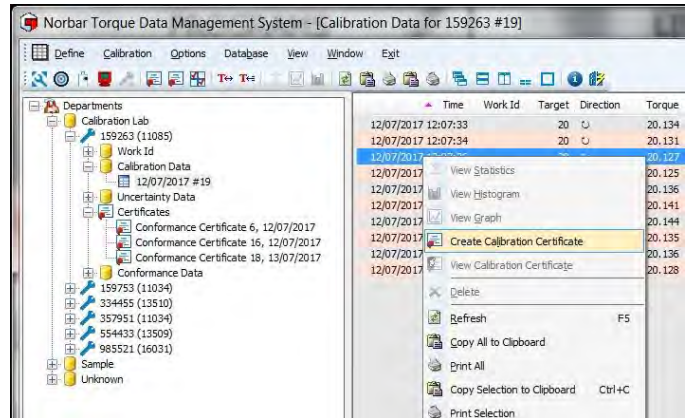 Norbar Torque Data Management System - [Calibration Data for 159263 #19]
Define Calibration Options Database View Window Exit
Departments
Calibration Lab
159263 (11085)
Work Id
Calibration Data
12/07/2017 #19
Uncertainty Data
Certificates
Conformance Certificate 6, 12/07/2017
Conformance Certificate 16, 12/07/2017
Conformance Certificate 18, 13/07/2017
Conformance Data
159753 (11034)
334455 (13510)
357951 (11034)
554433 (13509)
985521 (16031)
Sample
Unknown
Time Work Id Target Direction Torque
12/07/2017 12:07:33 20 20.134
12/07/2017 12:07:34 20 20.131
12/07/2017 20.127
12/07/2017 20.125
12/07/2017 20.136
12/07/2017 20.141
12/07/2017 20.144
12/07/2017 20.135
12/07/2017 20.136
12/07/2017 20.128
View Statistics
View Histogram
View Graph
Create Calibration Certificate
View Calibration Certificate
Delete
Refresh F5
Copy All to Clipboard
Print All
Copy Selection to Clipboard Ctrl+C
Print Selection